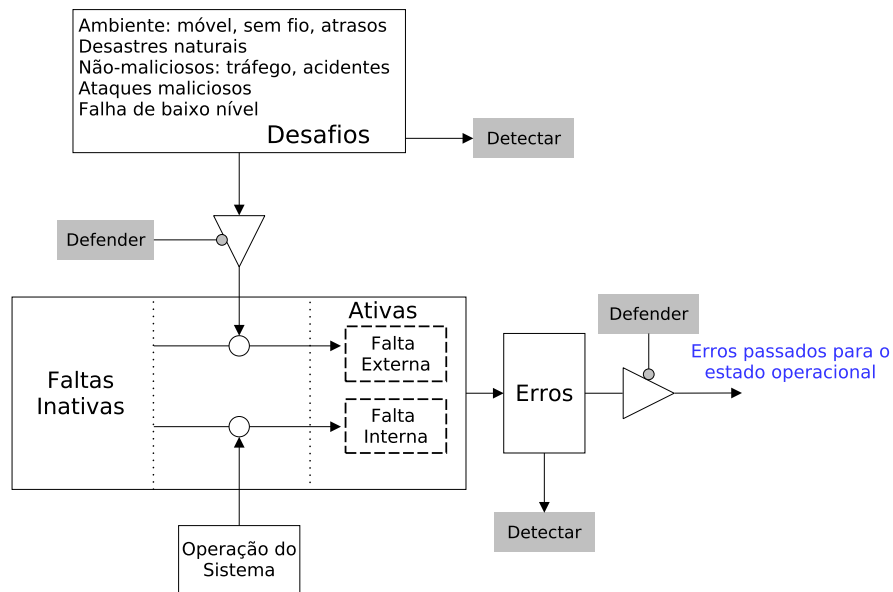 Ambiente: móvel, sem fio, atrasos
Desastres naturais
Não-maliciosos: tráfego, acidentes
Ataques maliciosos
Falha de baixo nível
Desafios
Detectar
Defender
Ativas
Falta
Externa
Faltas
Inativas
Falta
Interna
Operação do
Sistema
Erros
Defender
Erros passados para o
estado operacional
Detectar